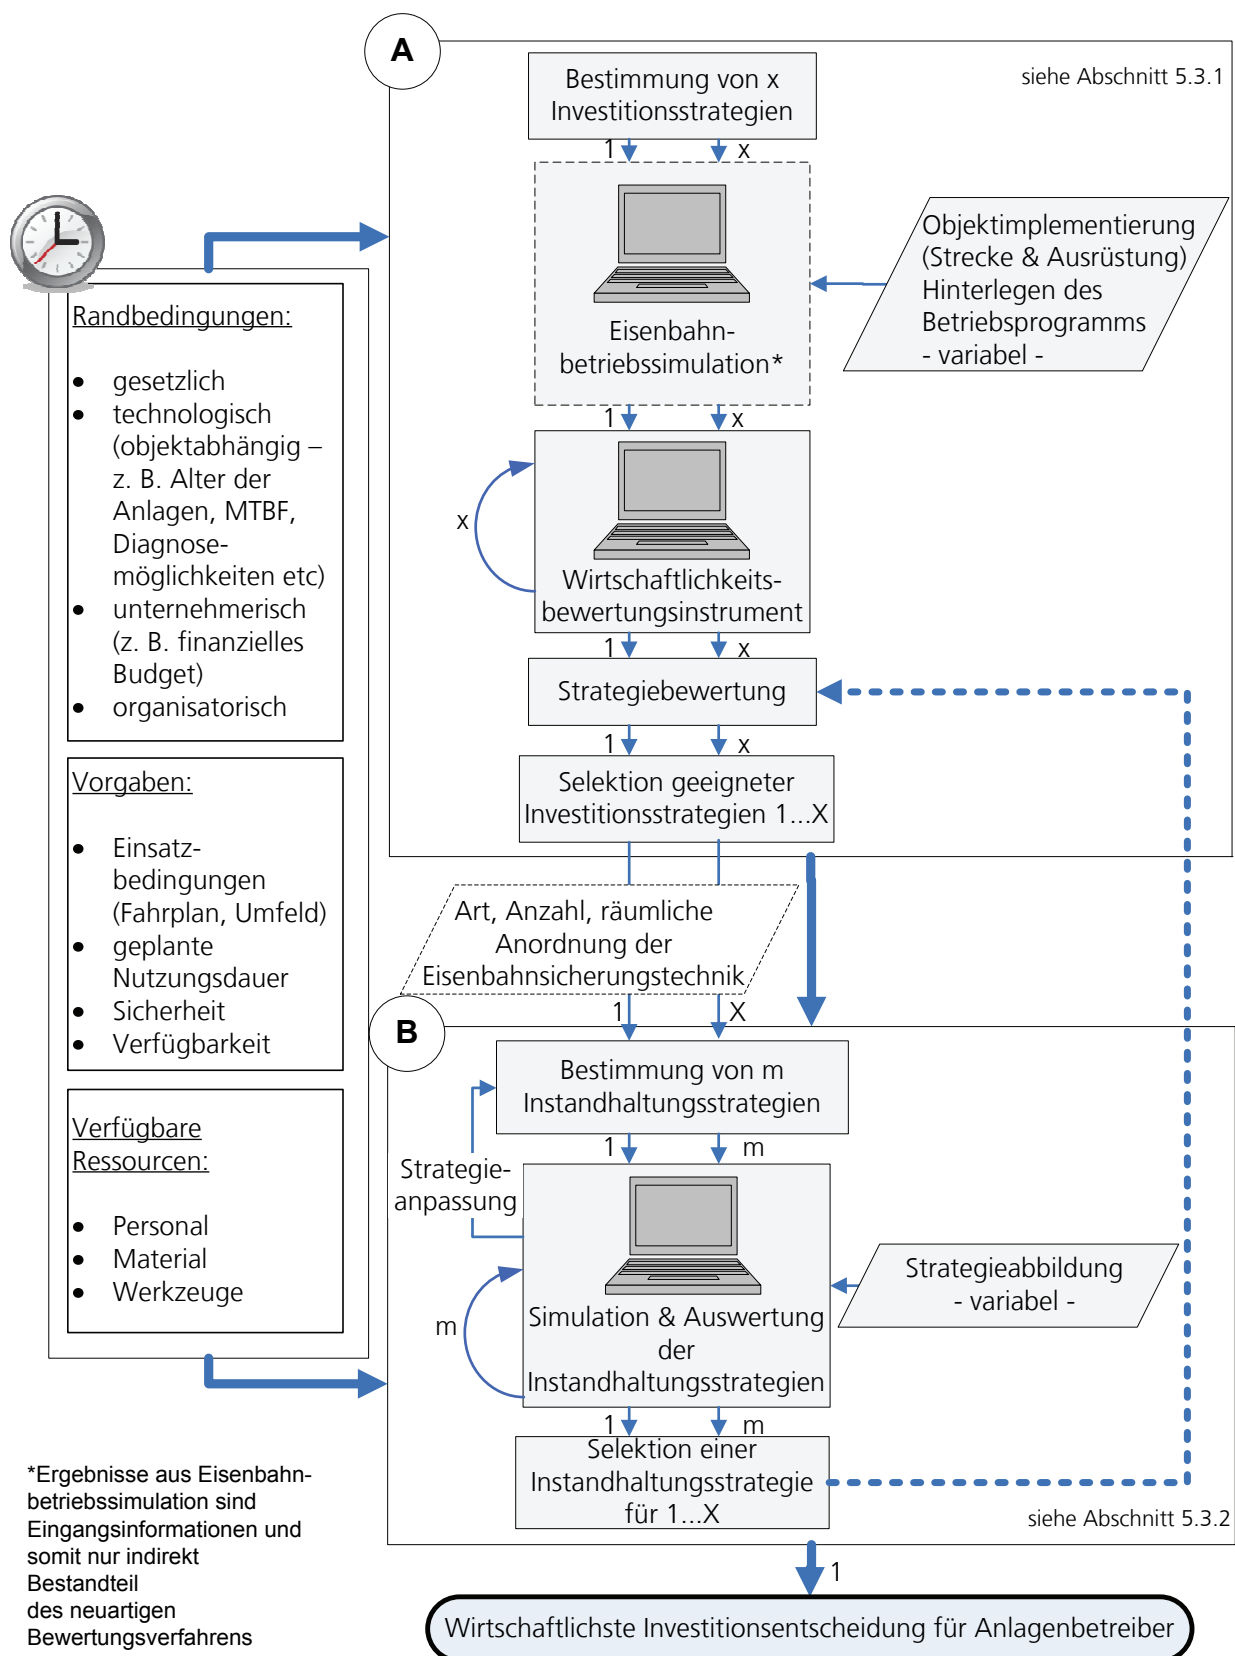 A
siehe Abschnitt 5.3.1
Bestimmung von x
Investitionsstrategien
1
x
Eisenbahn-
betriebssimulation*
Objektimplementierung
(Strecke & Ausrüstung)
Hinterlegen des
Betriebsprogramms
- variabel -
1
x
x
Wirtschaftlichkeits-
bewertungsinstrument
1
x
Strategiebewertung
1
x
Selektion geeigneter
Investitionsstrategien 1...X
Art, Anzahl, räumliche
Anordnung der
Eisenbahnsicherungstechnik
1
X
Randbedingungen:
• gesetzlich
• technologisch
(objektabhängig –
z. B. Alter der
Anlagen, MTBF,
Diagnose-
möglichkeiten etc)
• unternehmerisch
(z. B. finanzielles
Budget)
• organisatorisch
Vorgaben:
• Einsatz-
bedingungen
(Fahrplan, Umfeld)
• geplante
Nutzungsdauer
• Sicherheit
• Verfügbarkeit
Verfügbare
Ressourcen:
• Personal
• Material
• Werkzeuge
B
Bestimmung von m
Instandhaltungsstrategien
1
m
Strategie-
anpassung
m
Simulation & Auswertung
der
Instandhaltungsstrategien
Strategieabbildung
- variabel -
1
m
Selektion einer
Instandhaltungsstrategie
für 1...X
siehe Abschnitt 5.3.2
1
Wirtschaftlichste Investitionsentscheidung für Anlagenbetreiber
*Ergebnisse aus Eisenbahn-
betriebssimulation sind
Eingangsinformationen und
somit nur indirekt
Bestandteil
des neuartigen
Bewertungsverfahrens